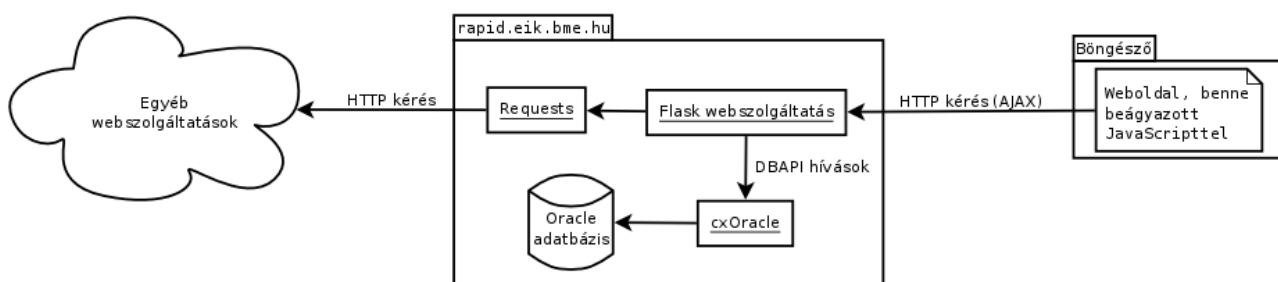 rapid.eik.bme.hu
Böngésző
Egyéb
webszolgáltatások
HTTP kérés
Requests
Flask webszolgáltatás
HTTP kérés (AJAX)
Weboldal, benne
beágyazott
JavaScripttel
DBAPI hívások
Oracle
adatbázis
cxOracle